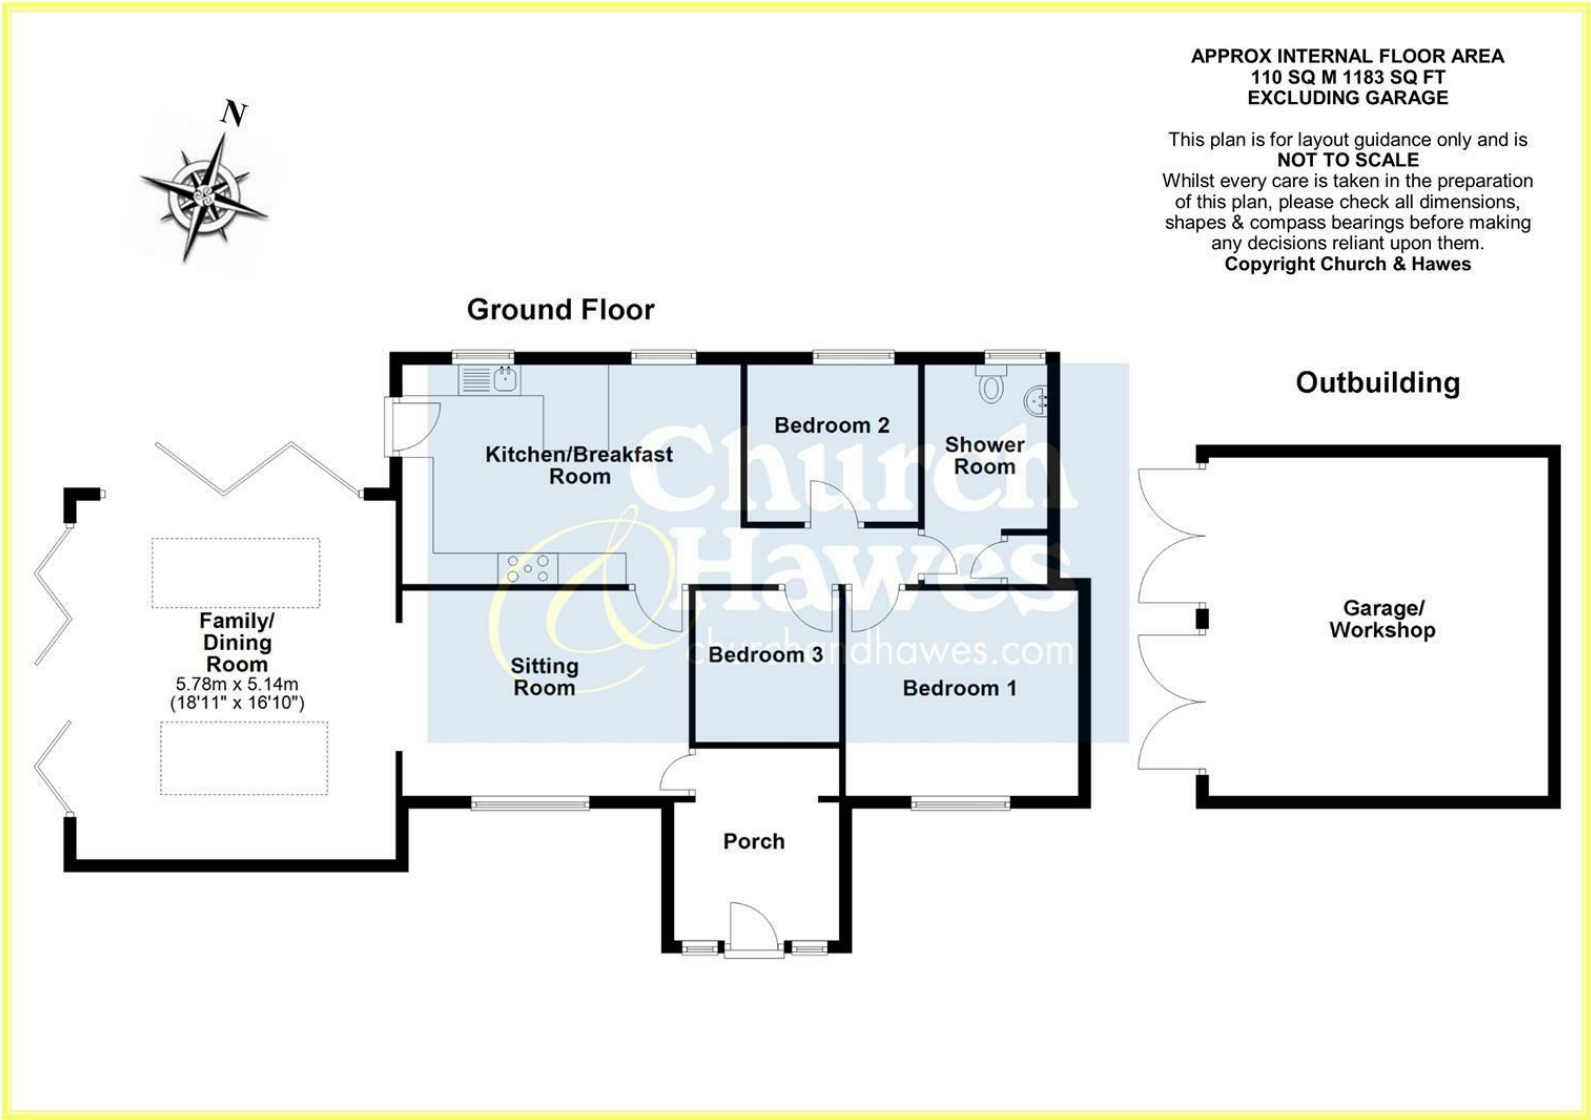 APPROX INTERNAL FLOOR AREA
110 SQ M 1183 SQ FT
EXCLUDING GARAGE
This plan is for layout guidance only and is
NOT TO SCALE
Whilst every care is taken in the preparation
of this plan, please check all dimensions,
shapes & compass bearings before making
any decisions reliant upon them.
Copyright Church & Hawes
N
Ground Floor
Outbuilding
Kitchen/Breakfast
Room
Bedroom 2
Shower
Room
Church
&
Hawes
churchandhawes.com
Family/
Dining
Room
5.78m x 5.14m
(18'11" x 16'10")
Sitting
Room
Bedroom 3
Bedroom 1
Garage/
Workshop
Porch